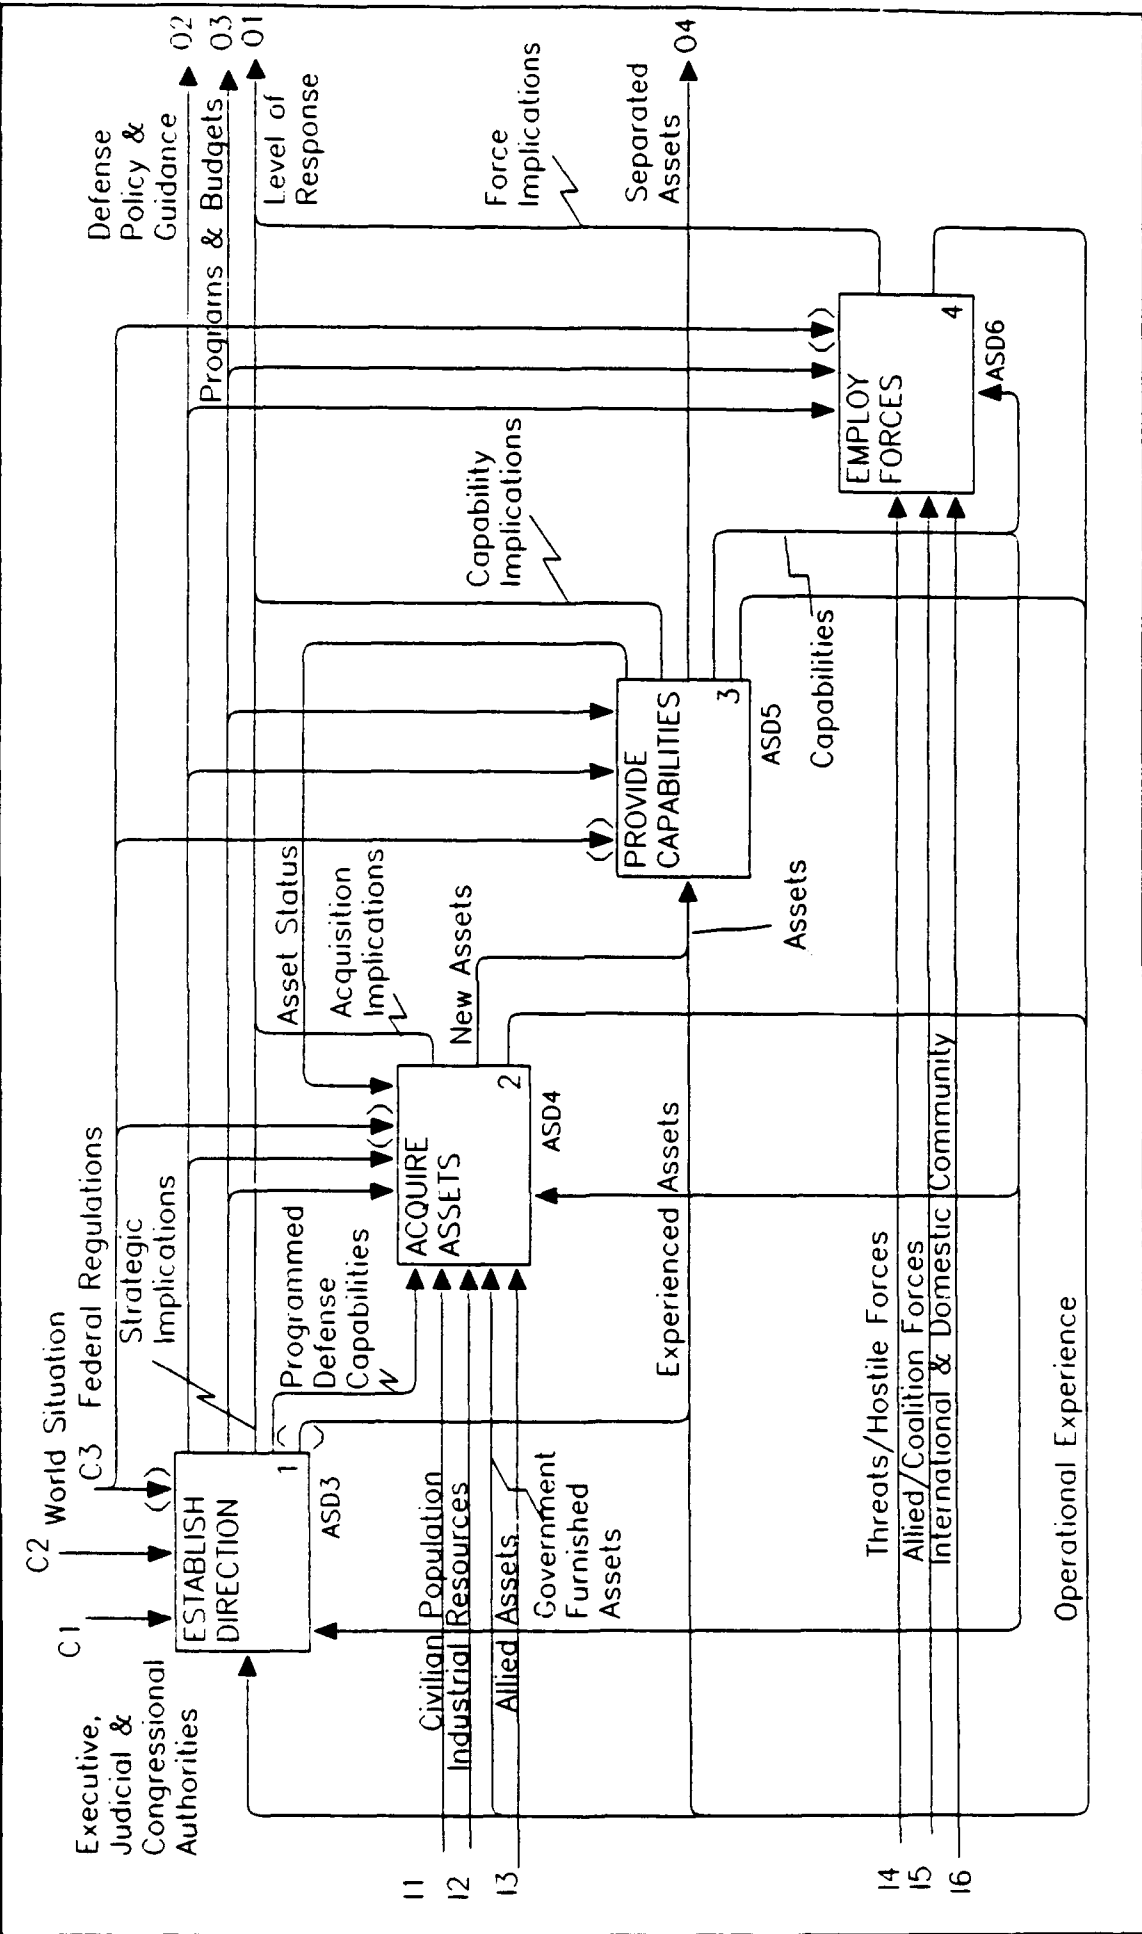 Executive,
Judicial &
Congressional
Authorities
C1
C2
World Situation
C3 Federal Regulations
Strategic
Implications
ESTABLISH
DIRECTION
1
ASD3
Programmed
Defense
Capabilities
Defense
Policy &
Guidance
O2
Programs & Budgets
O3
O1
Level of
Response
Asset Status
Acquisition
Implications
I1
Civilian Population
I2
Industrial Resources
I3
Allied Assets
Government
Furnished
Assets
ACQUIRE
ASSETS
2
ASD4
New Assets
Capability
Implications
Force
Implications
Experienced Assets
Assets
PROVIDE
CAPABILITIES
3
ASD5
Separated
Assets
O4
Capabilities
I4
Threats/Hostile Forces
I5
Allied/Coalition Forces
I6
International & Domestic Community
EMPLOY
FORCES
4
ASD6
Operational Experience